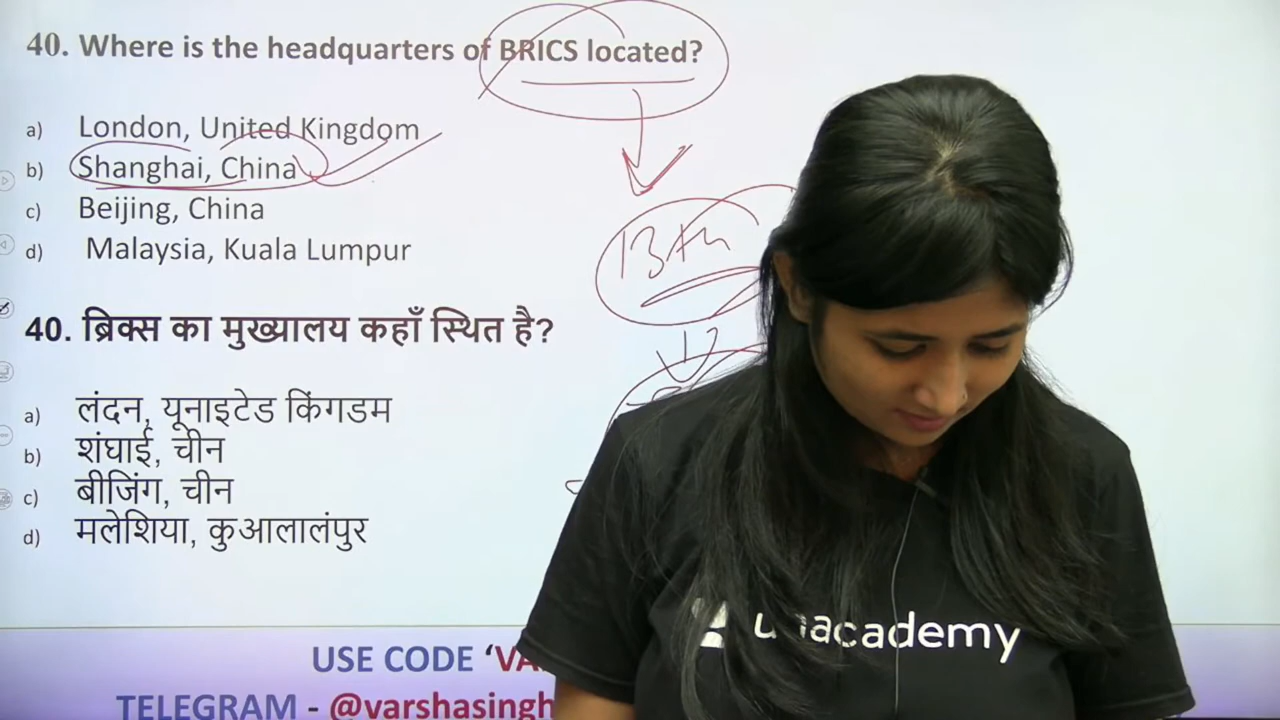 40. Where is the headquarters of BRICS located?
a) London, United Kingdom
b) Shanghai, China
c) Beijing, China
d) Malaysia, Kuala Lumpur
13th
40. ब्रिक्स का मुख्यालय कहाँ स्थित है?
a) लंदन, यूनाइटेड किंगडम
b) शंघाई, चीन
c) बीजिंग, चीन
d) मलेशिया, कुआलालंपुर
unacademy
USE CODE ‘VA
TELEGRAM - @varshasingh